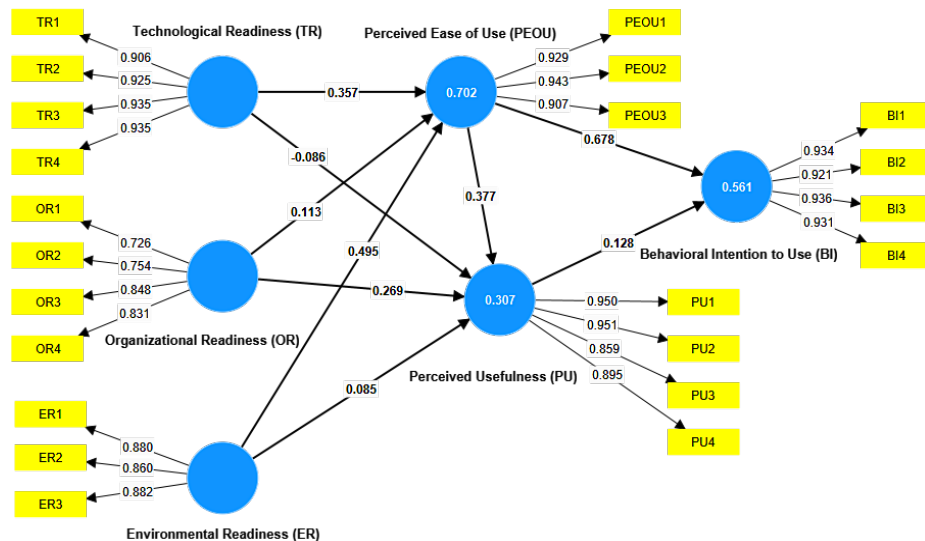 Technological Readiness (TR)
Perceived Ease of Use (PEOU)
TR1
TR2
TR3
TR4
0.906
0.925
0.935
0.935
0.357
-0.086
0.702
0.929
0.943
0.907
PEOU1
PEOU2
PEOU3
0.678
0.377
OR1
OR2
OR3
OR4
0.726
0.754
0.848
0.831
Organizational Readiness (OR)
0.113
0.495
0.269
0.561
0.934
0.921
0.936
0.931
BI1
BI2
BI3
BI4
Behavioral Intention to Use (BI)
0.128
0.307
0.950
0.951
0.859
0.895
PU1
PU2
PU3
PU4
Perceived Usefulness (PU)
0.085
ER1
ER2
ER3
0.880
0.860
0.882
Environmental Readiness (ER)